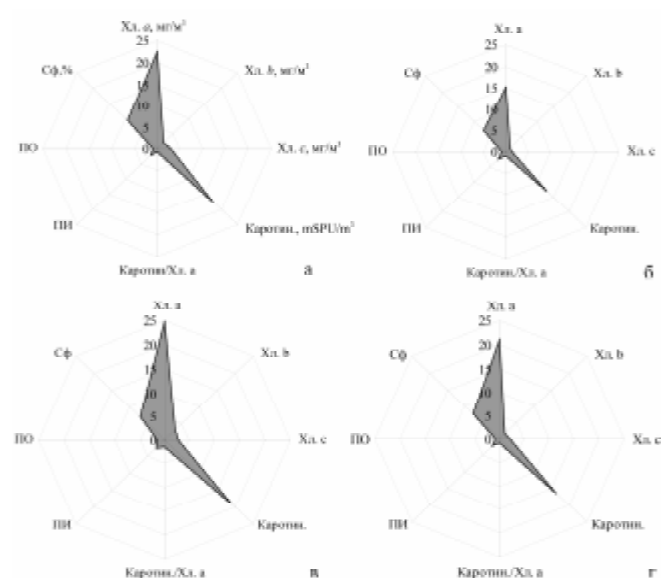 Хл. a, мг/м³
25
20
15
10
5
0
Хл. b, мг/м³
Хл. c, мг/м³
Каротин., mSPU/m³
Каротин/Хл. a
ПИ
ПО
Сф,%
а
Хл. a
25
20
15
10
5
0
Хл. b
Хл. c
Каротин.
Каротин./Хл. a
ПИ
ПО
Сф
б
Хл. a
25
20
15
10
5
0
Хл. b
Хл. c
Каротин.
Каротин./Хл. a
ПИ
ПО
Сф
в
Хл. a
25
20
15
10
5
0
Хл. b
Хл. c
Каротин.
Каротин./Хл. a
ПИ
ПО
Сф
г